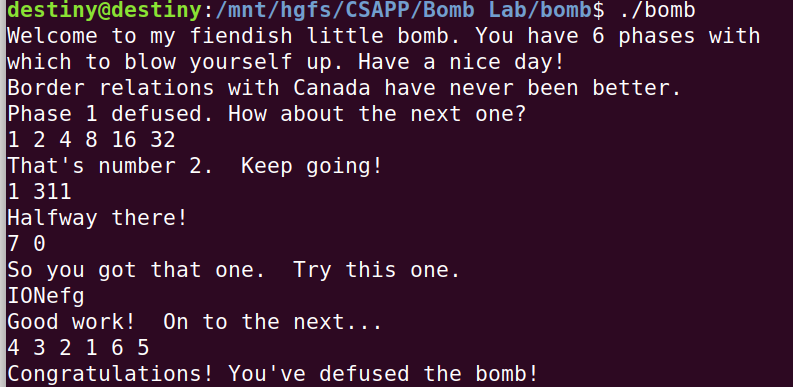 destiny@destiny:/mnt/hgfs/CSAPP/Bomb Lab/bomb$ ./bomb
Welcome to my fiendish little bomb. You have 6 phases with
which to blow yourself up. Have a nice day!
Border relations with Canada have never been better.
Phase 1 defused. How about the next one?
1 2 4 8 16 32
That's number 2.  Keep going!
1 311
Halfway there!
7 0
So you got that one.  Try this one.
IONefg
Good work!  On to the next...
4 3 2 1 6 5
Congratulations! You've defused the bomb!